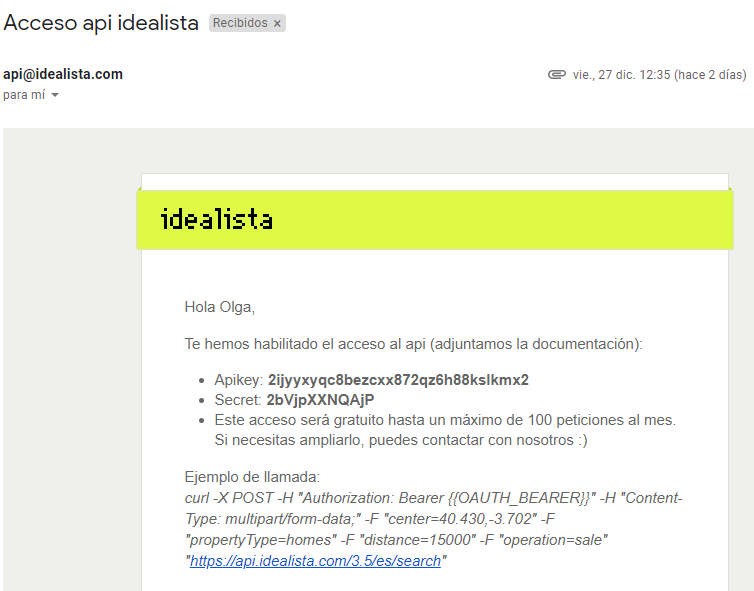 Acceso api idealista Recibidos ×
api@idealista.com vie., 27 dic. 12:35 (hace 2 días)
para mí
idealista
Hola Olga,
Te hemos habilitado el acceso al api (adjuntamos la documentación):
• Apikey: 2ijyyxyqc8bezcxx872qz6h88kslkmx2
• Secret: 2bVjpXXNQAjP
• Este acceso será gratuito hasta un máximo de 100 peticiones al mes.
Si necesitas ampliarlo, puedes contactar con nosotros :)
Ejemplo de llamada:
curl -X POST -H "Authorization: Bearer {{OAUTH_BEARER}}" -H "Content-
Type: multipart/form-data;" -F "center=40.430,-3.702" -F
"propertyType=homes" -F "distance=15000" -F "operation=sale"
"https://api.idealista.com/3.5/es/search"